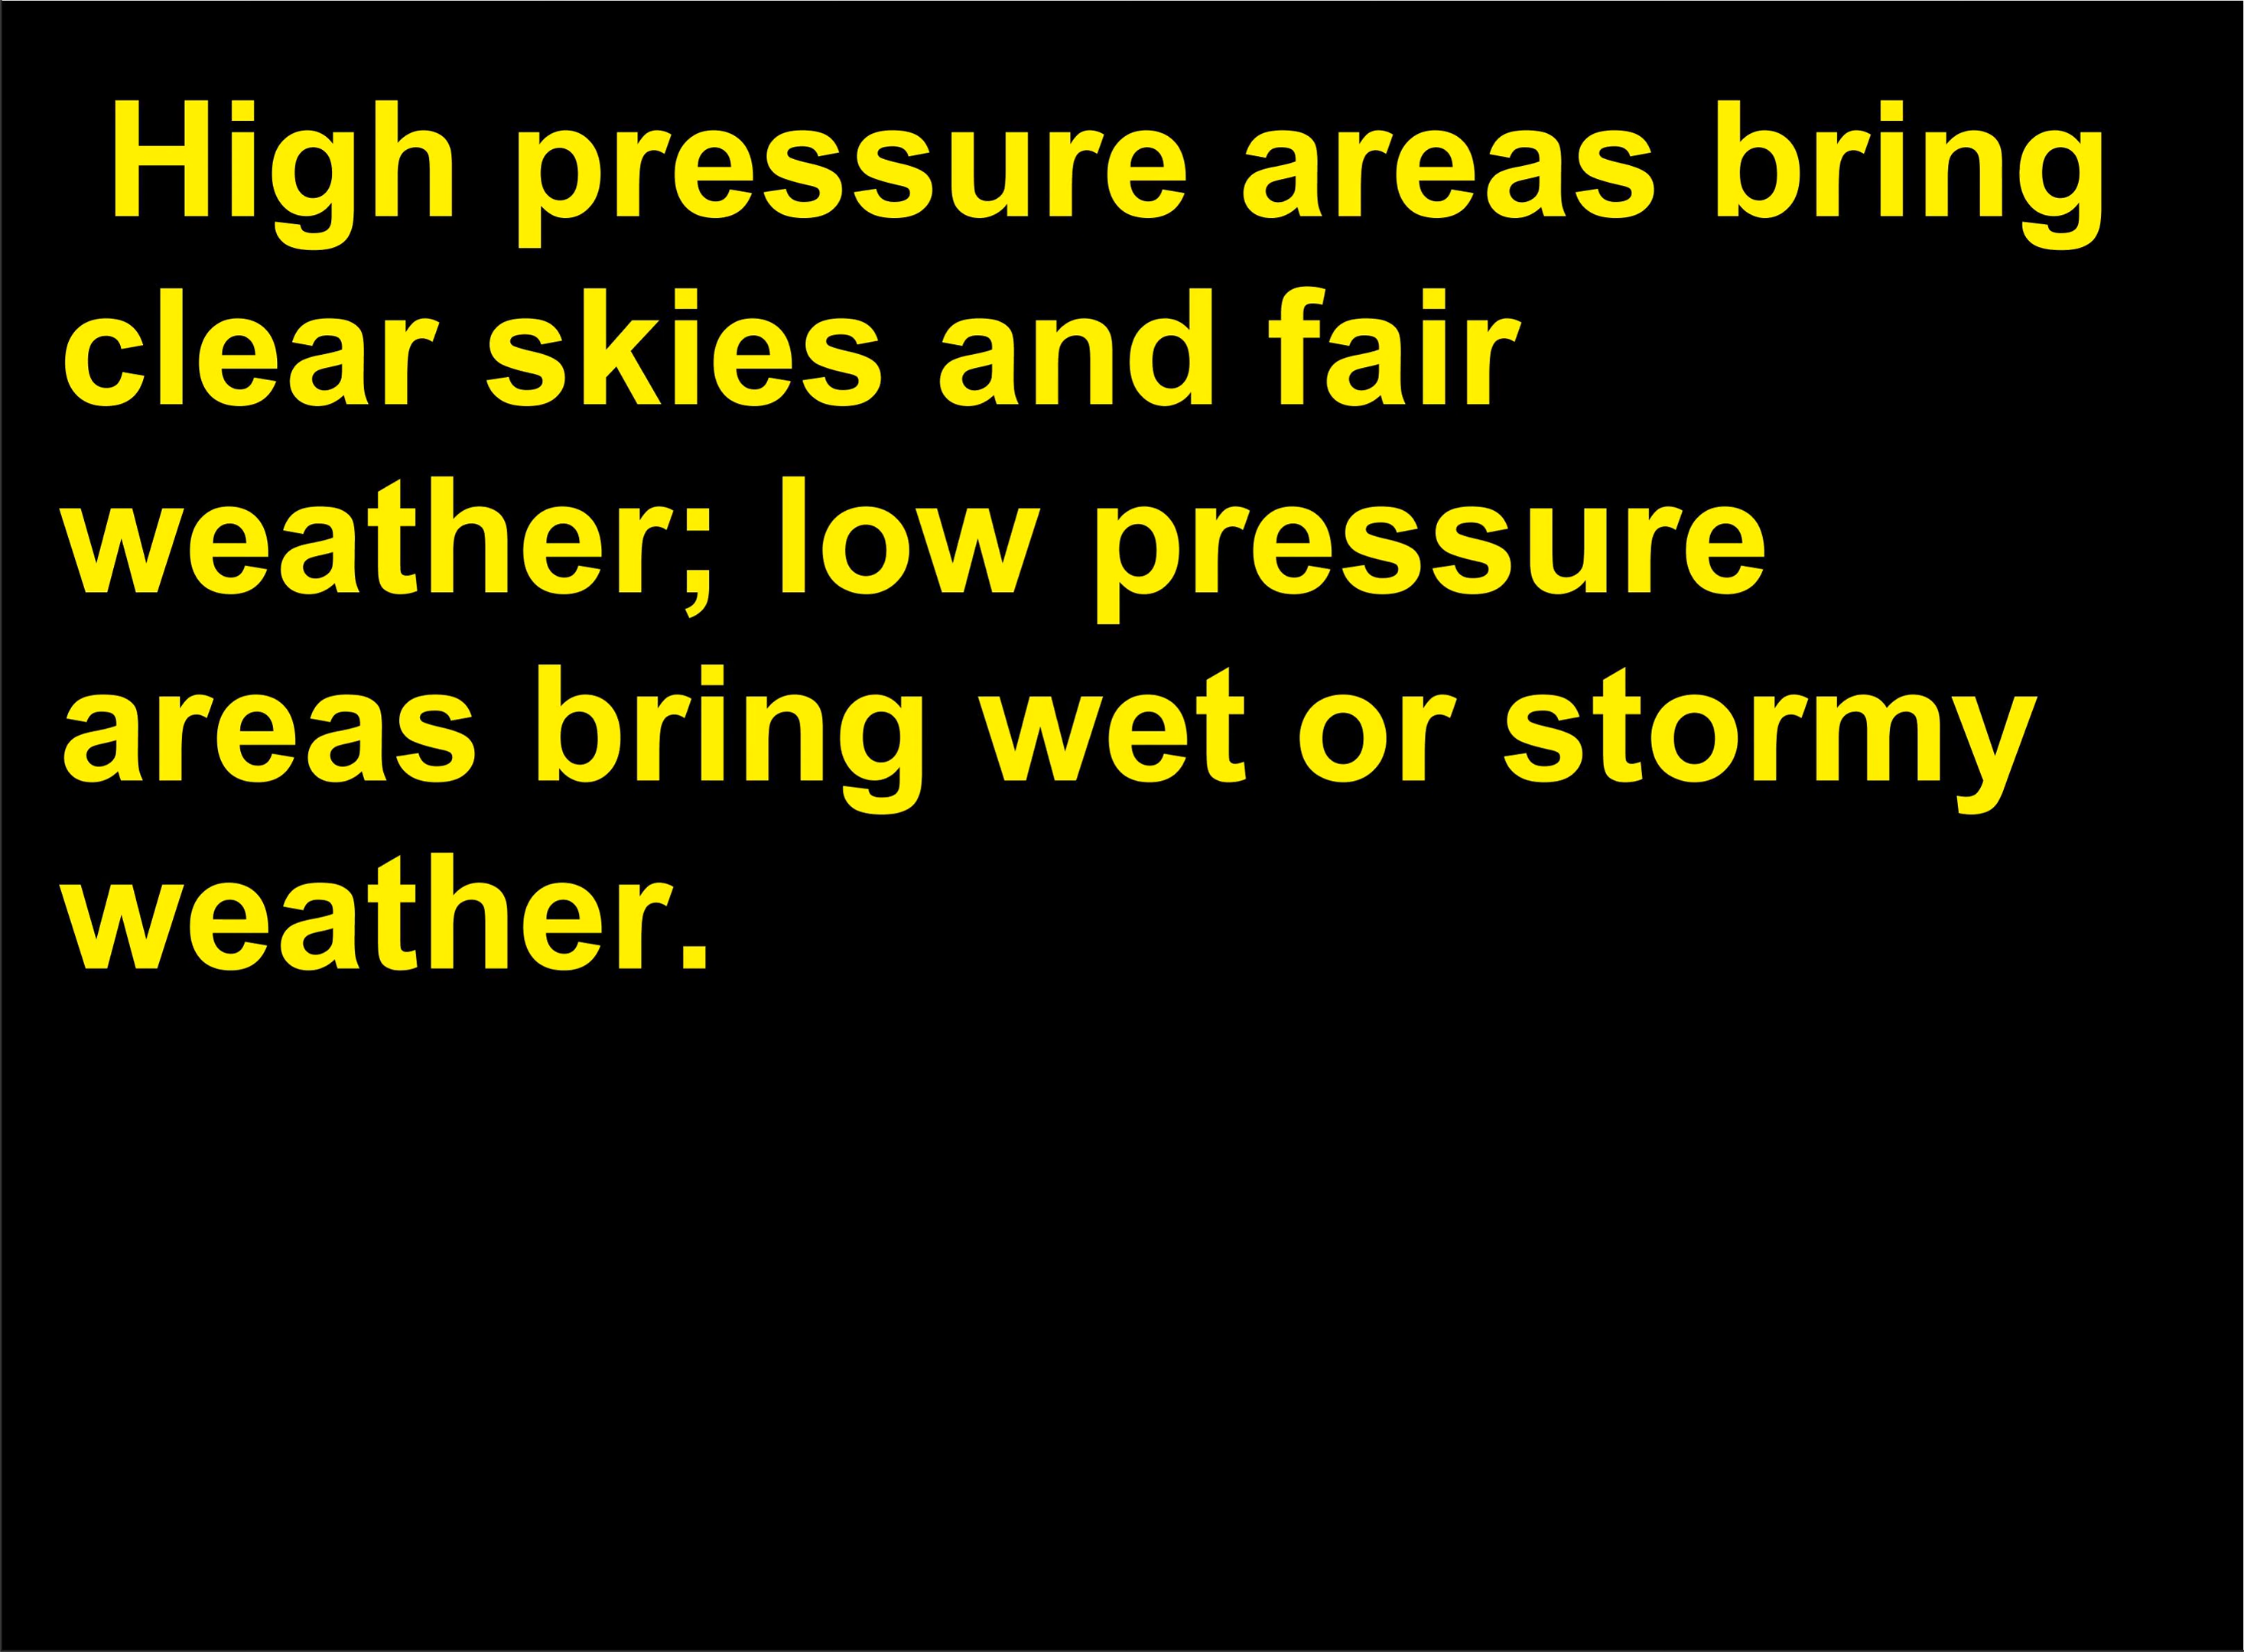 High pressure areas bring
clear skies and fair
weather; low pressure
areas bring wet or stormy
weather.